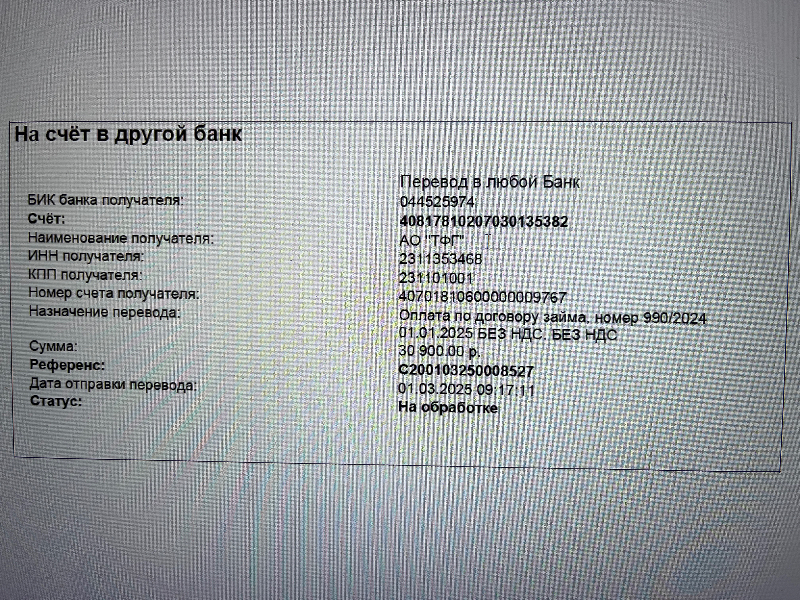 На счёт в другой банк
Перевод в любой Банк
БИК банка получателя: 044525974
Счёт: 40817810207030135382
Наименование получателя: АО "ТФГ"
ИНН получателя: 2311353468
КПП получателя: 231101001
Номер счета получателя: 40701810600000009767
Назначение перевода: Оплата по договору займа, номер 990/2024
01.01.2025 БЕЗ НДС. БЕЗ НДС
Сумма: 30 900.00 р.
Референс: C200103250008527
Дата отправки перевода: 01.03.2025 09:17:11
Статус: На обработке